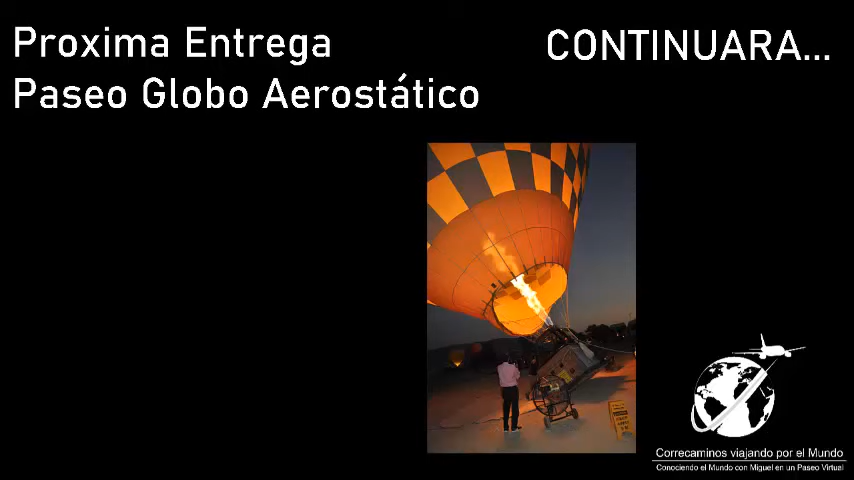 Proxima Entrega
Paseo Globo Aerostático
CONTINUARA...
Correcaminos viajando por el Mundo
Conociendo el Mundo con Miguel en un Paseo Virtual